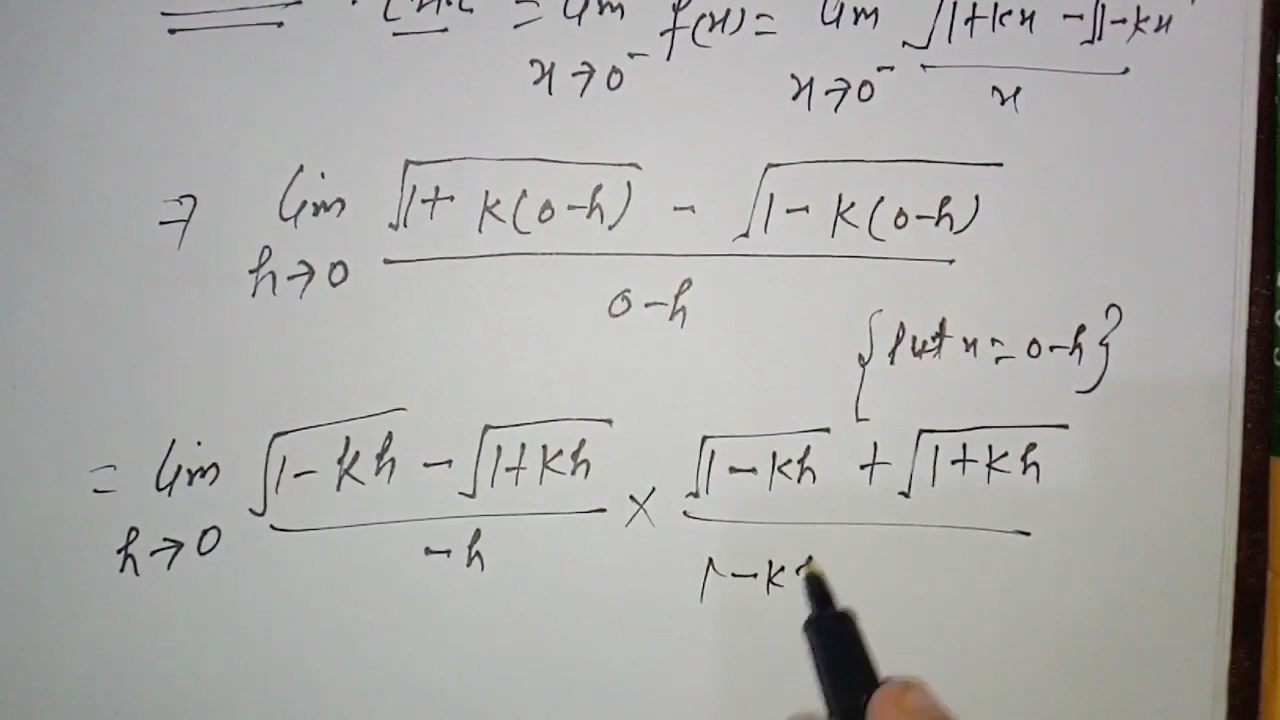 L.H.L = lim f(x) = lim √1+kx - √1-kx
x→0⁻ x→0⁻ x
⇒ lim √1+ k(0-h) - √1- k(0-h)
h→0 0-h
{put x = 0-h}
= lim √1-kh - √1+kh × √1-kh + √1+kh
h→0 -h 1-k